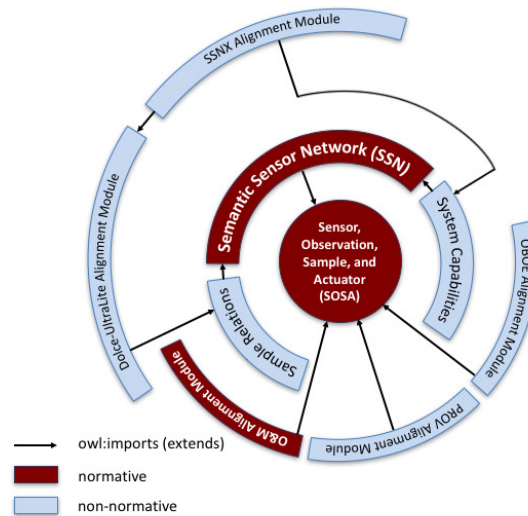 SSNX Alignment Module
Semantic Sensor Network (SSN)
Dolce-UltraLite Alignment Module
Sensor,
Observation,
Sample, and
Actuator
(SOSA)
System Capabilities
OBOE Alignment Module
Sample Relations
O&M Alignment Module
PROV Alignment Module
owl:imports (extends)
normative
non-normative